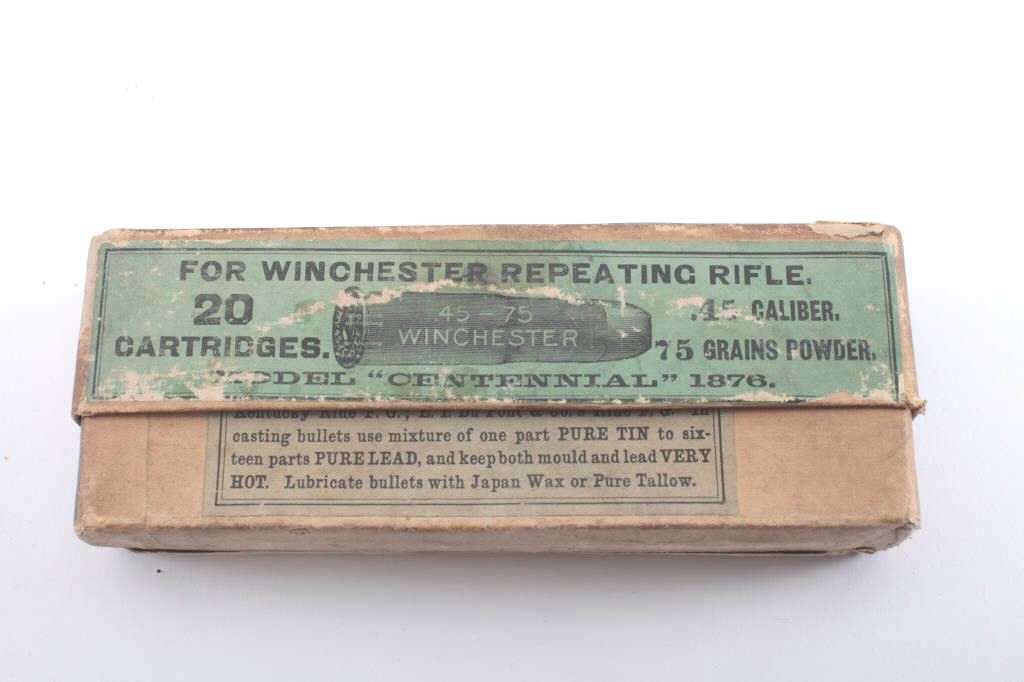 FOR WINCHESTER REPEATING RIFLE.
20
CARTRIDGES.
45-75
WINCHESTER
.45 CALIBER.
75 GRAINS POWDER.
MODEL "CENTENNIAL" 1876.
casting bullets use mixture of one part PURE TIN to six-
teen parts PURE LEAD, and keep both mould and lead VERY
HOT. Lubricate bullets with Japan Wax or Pure Tallow.